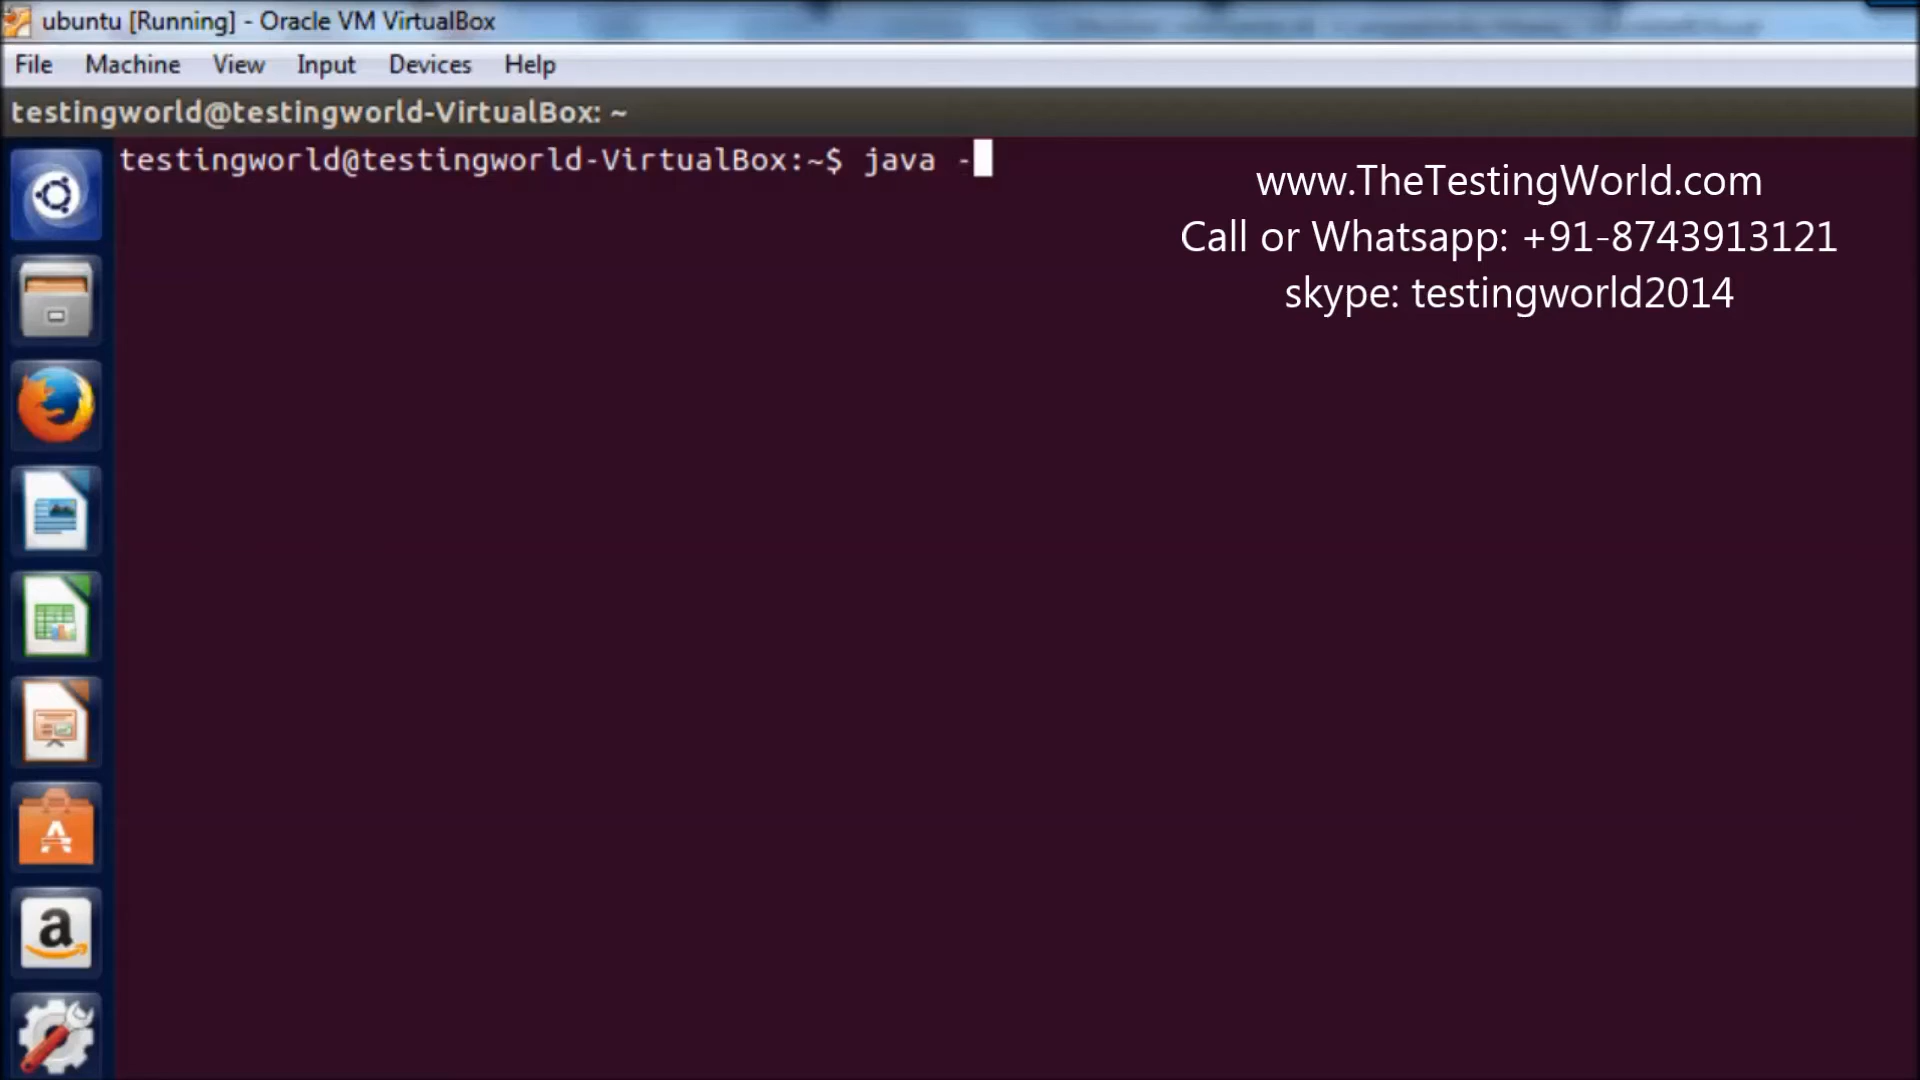 ubuntu [Running] - Oracle VM VirtualBox
File Machine View Input Devices Help
testingworld@testingworld-VirtualBox: ~
testingworld@testingworld-VirtualBox:~$ java -
www.TheTestingWorld.com
Call or Whatsapp: +91-8743913121
skype: testingworld2014